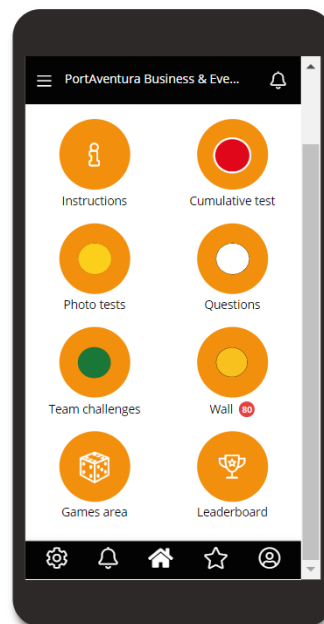 PortAventura Business & Eve...
Instructions
Cumulative test
Photo tests
Questions
Team challenges
Wall 80
Games area
Leaderboard